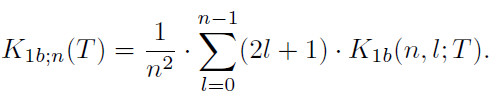 K_{1b;n}(T) = \frac{1}{n^2} \cdot \sum_{l=0}^{n-1} (2l + 1) \cdot K_{1b}(n, l; T).